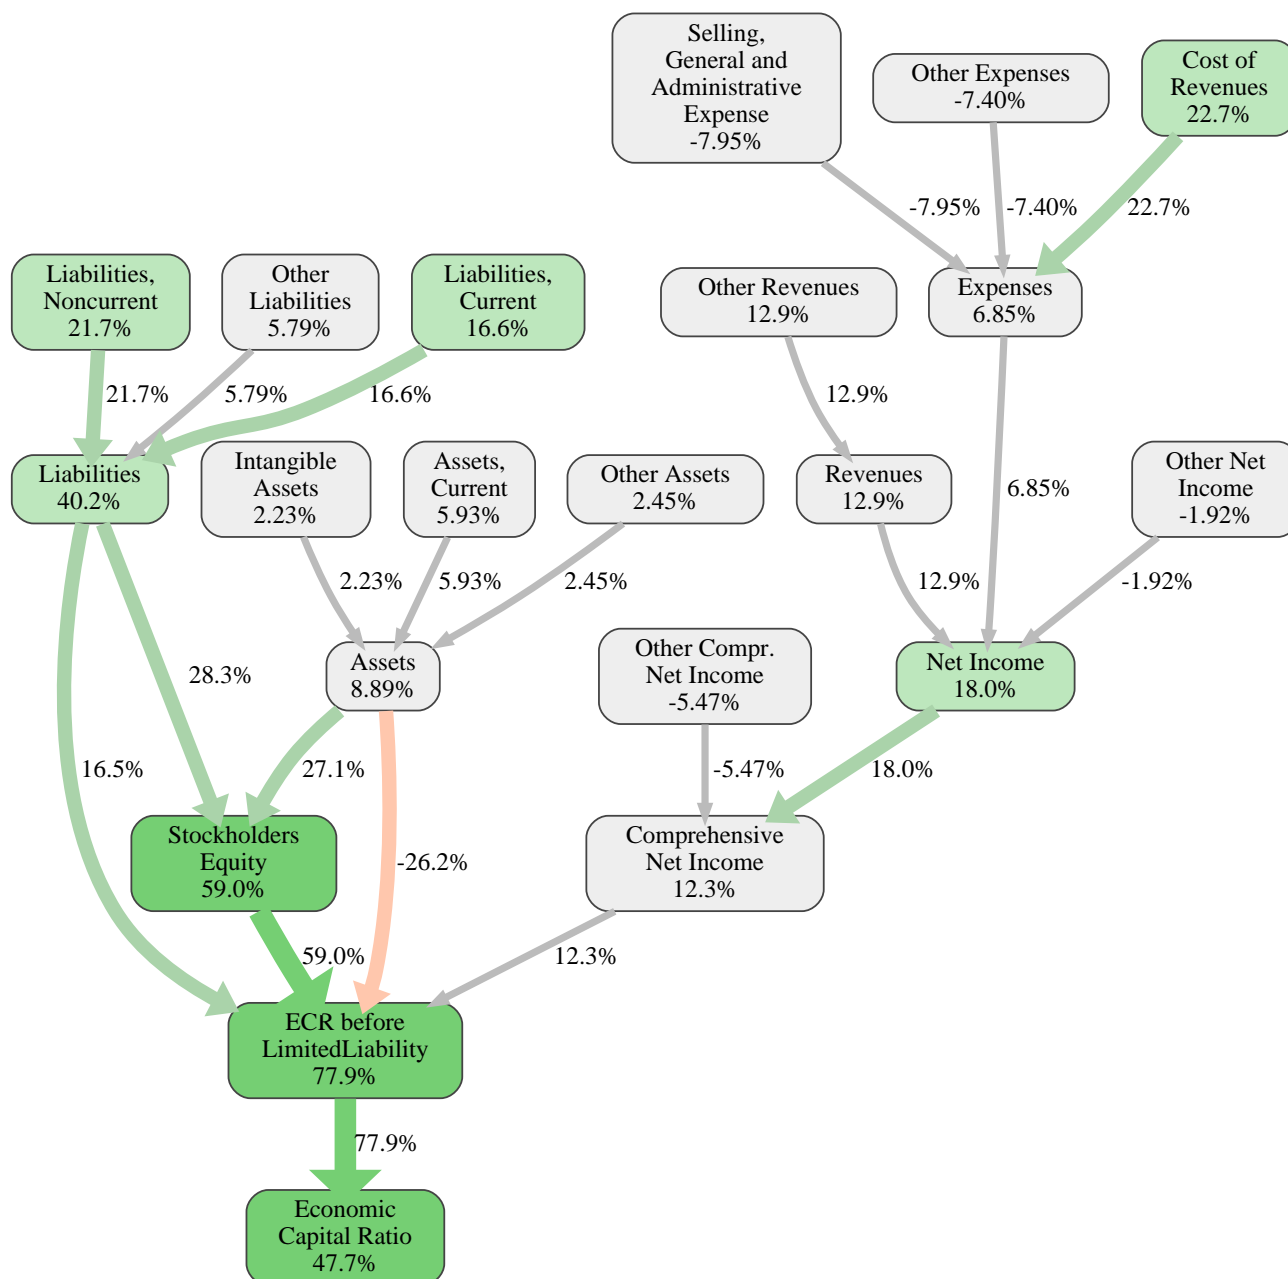 Selling,
General and
Administrative
Expense
-7.95%
Other Expenses
-7.40%
Cost of
Revenues
22.7%
-7.95%
-7.40%
22.7%
Liabilities,
Noncurrent
21.7%
Other
Liabilities
5.79%
Liabilities,
Current
16.6%
Other Revenues
12.9%
Expenses
6.85%
21.7%
5.79%
16.6%
12.9%
Liabilities
40.2%
Intangible
Assets
2.23%
Assets,
Current
5.93%
Other Assets
2.45%
Revenues
12.9%
6.85%
Other Net
Income
-1.92%
2.23%
5.93%
2.45%
12.9%
-1.92%
28.3%
Assets
8.89%
Other Compr.
Net Income
-5.47%
Net Income
18.0%
16.5%
27.1%
-5.47%
18.0%
Stockholders
Equity
59.0%
-26.2%
Comprehensive
Net Income
12.3%
59.0%
12.3%
ECR before
LimitedLiability
77.9%
77.9%
Economic
Capital Ratio
47.7%